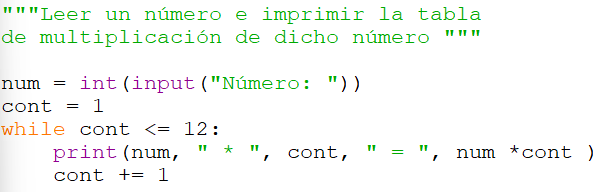 """Leer un número e imprimir la tabla
de multiplicación de dicho número """
num = int(input("Número: "))
cont = 1
while cont <= 12:
    print(num, " * ", cont, " = ", num *cont )
    cont += 1